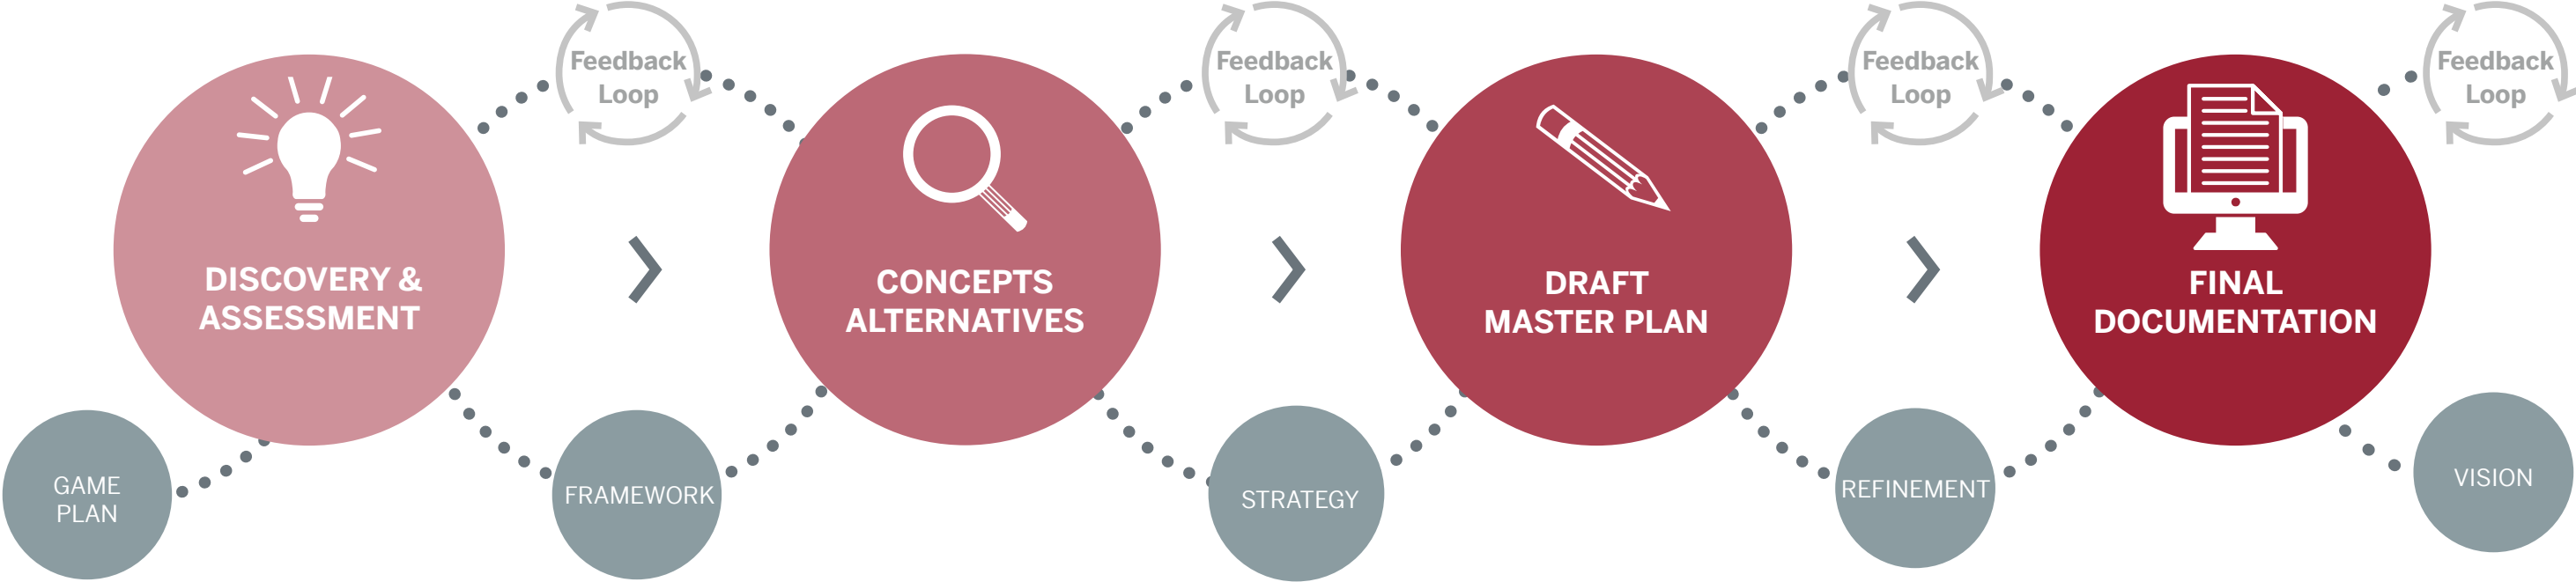 Feedback
Loop
Feedback
Loop
Feedback
Loop
Feedback
Loop
DISCOVERY &
ASSESSMENT
CONCEPTS
ALTERNATIVES
DRAFT
MASTER PLAN
FINAL
DOCUMENTATION
GAME
PLAN
FRAMEWORK
STRATEGY
REFINEMENT
VISION